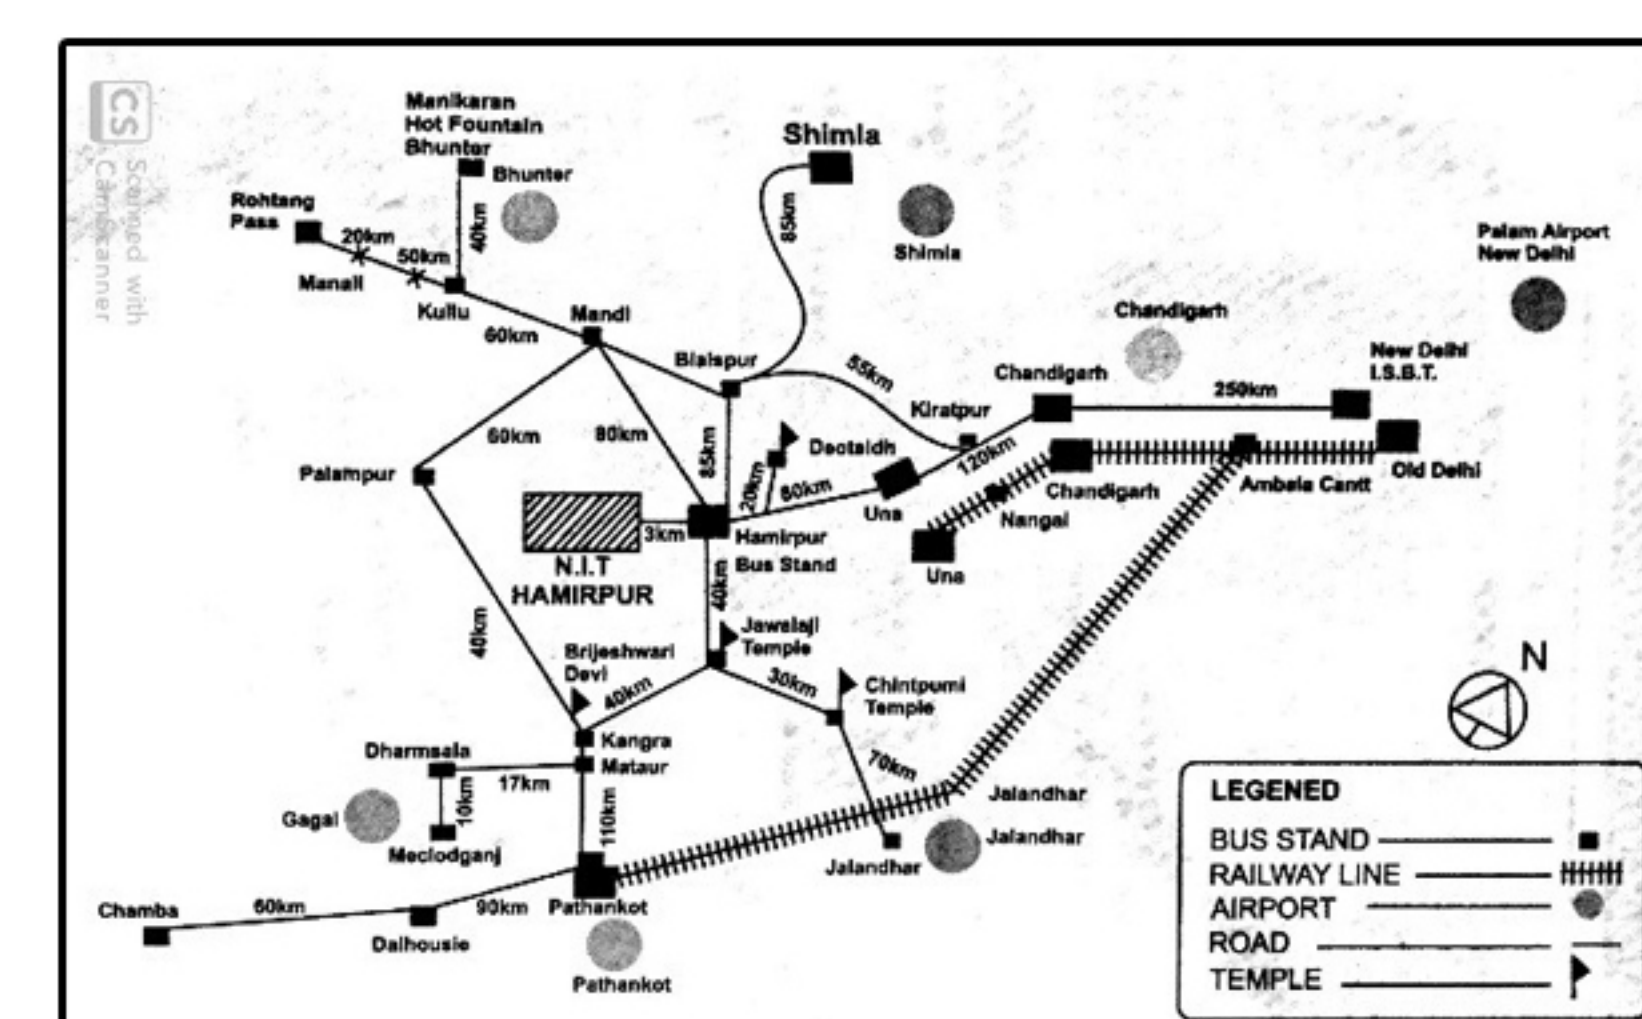 CS
Scanned with
CamScanner
Manikaran
Hot Fountain
Bhunter
Bhunter
40km
Shimla
85km
Shimla
Rohtang
Pass
20km
50km
Manali
Kullu
60km
Mandi
Palam Airport
New Delhi
Chandigarh
Blaispur
55km
Chandigarh
250km
New Delhi
I.S.B.T.
Kiratpur
60km
80km
85km
Deotsidh
120km
Palampur
20km
60km
Una
Chandigarh
Ambala Cantt
Old Delhi
Nangal
3km
Hamirpur
Bus Stand
N.I.T
HAMIRPUR
Una
40km
40km
Jawalaji
Temple
Brijeshwari
Devi
40km
30km
Chintpurni
Temple
N
Kangra
Dharmsala
Mataur
17km
70km
10km
110km
Gagal
Meclodganj
Jalandhar
Jalandhar
Jalandhar
Chamba
60km
90km
Pathankot
Dalhousie
Pathankot
LEGENED
BUS STAND
RAILWAY LINE
AIRPORT
ROAD
TEMPLE